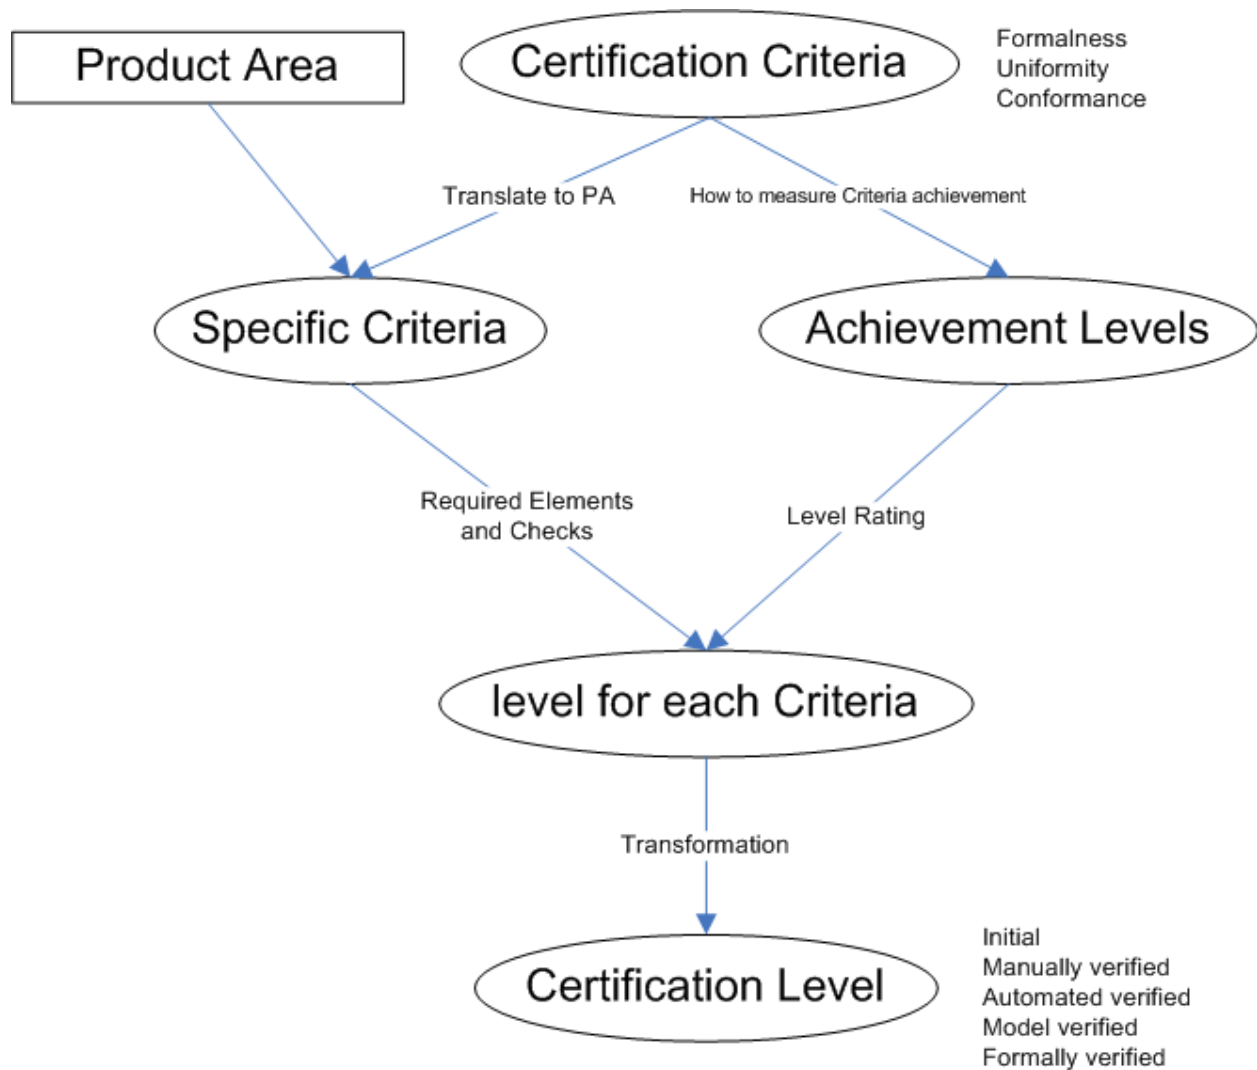 Product Area
Certification Criteria
Formalness
Uniformity
Conformance
Translate to PA
How to measure Criteria achievement
Specific Criteria
Achievement Levels
Required Elements
and Checks
Level Rating
level for each Criteria
Transformation
Certification Level
Initial
Manually verified
Automated verified
Model verified
Formally verified